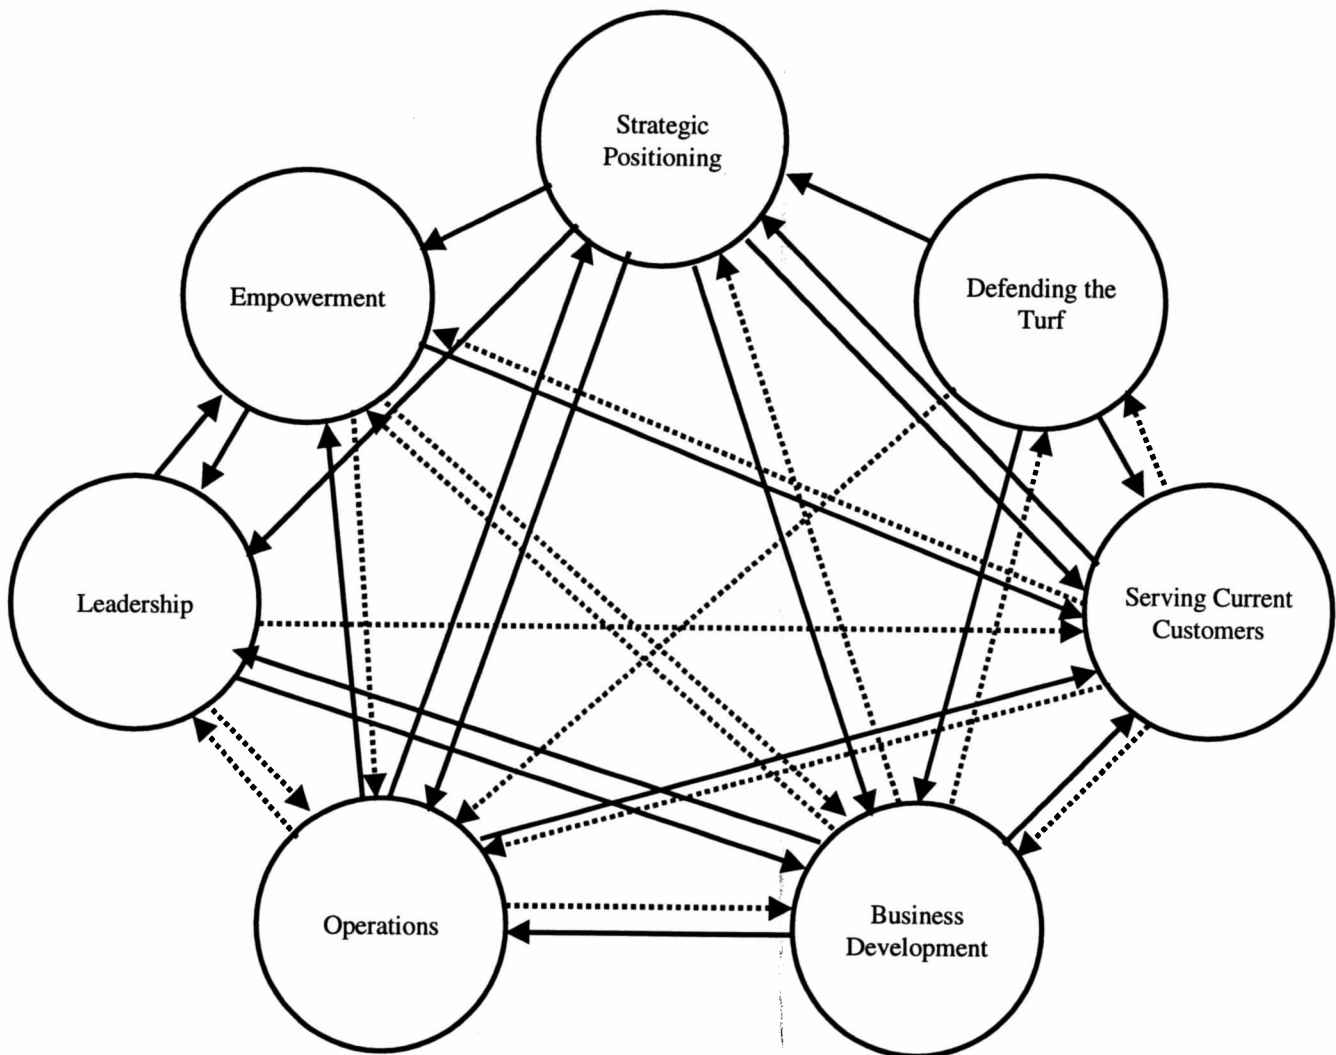 Strategic
Positioning
Empowerment
Defending the
Turf
Leadership
Serving Current
Customers
Operations
Business
Development